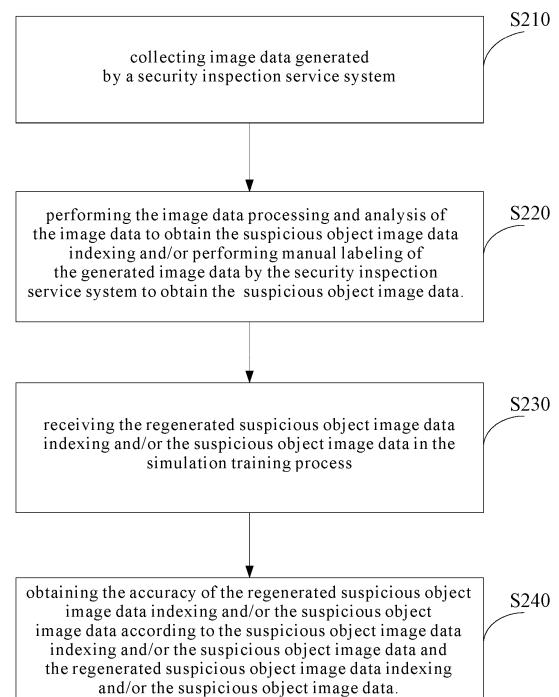 S210
collecting image data generated
by a security inspection service system
S220
performing the image data processing and analysis of
the image data to obtain the suspicious object image data
indexing and/or performing manual labeling of
the generated image data by the security inspection
service system to obtain the suspicious object image data.
S230
receiving the regenerated suspicious object image data
indexing and/or the suspicious object image data in the
simulation training process
S240
obtaining the accuracy of the regenerated suspicious object
image data indexing and/or the suspicious object
image data according to the suspicious object image data
indexing and/or the suspicious object image data and
the regenerated suspicious object image data indexing
and/or the suspicious object image data.